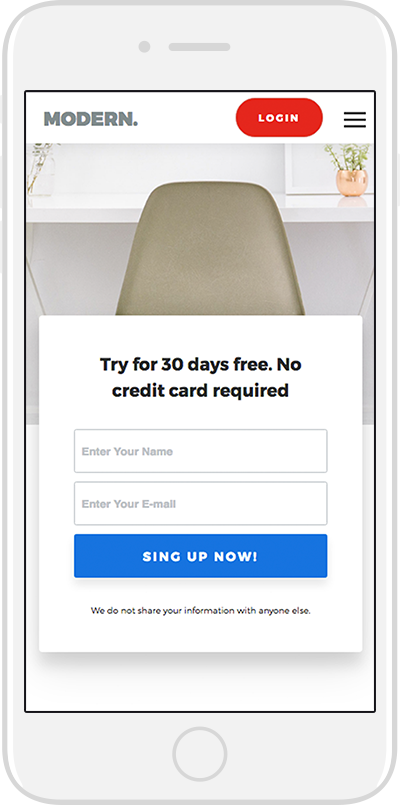 MODERN.
LOGIN
Try for 30 days free. No
credit card required
Enter Your Name
Enter Your E-mail
SING UP NOW!
We do not share your information with anyone else.